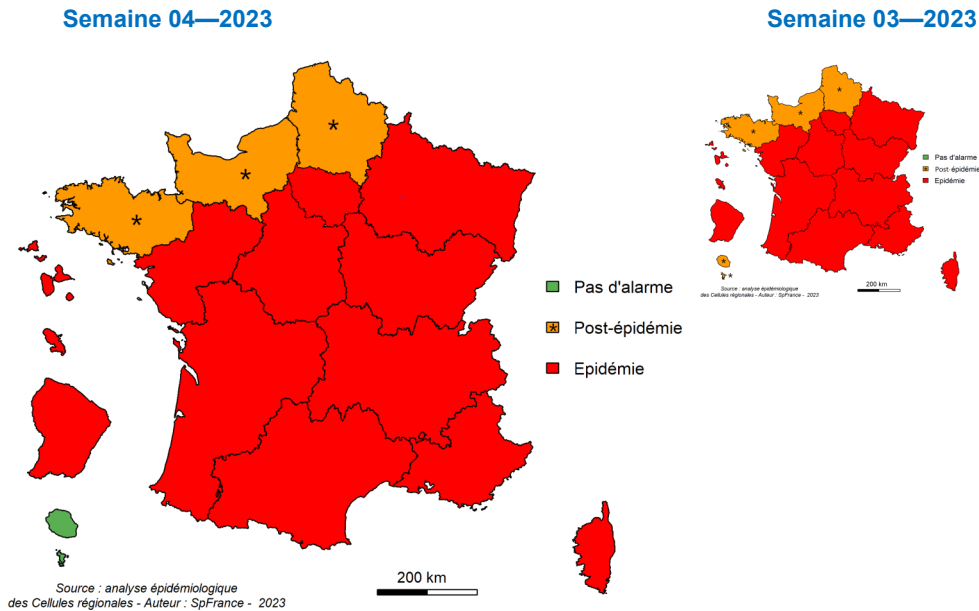 Semaine 04—2023
Pas d'alarme
* Post-épidémie
Epidémie
200 km
Source : analyse épidémiologique
des Cellules régionales - Auteur : SpFrance - 2023
Semaine 03—2023
Pas d'alarme
* Post-épidémie
Epidémie
200 km
Source : analyse épidémiologique
des Cellules régionales - Auteur : SpFrance - 2023